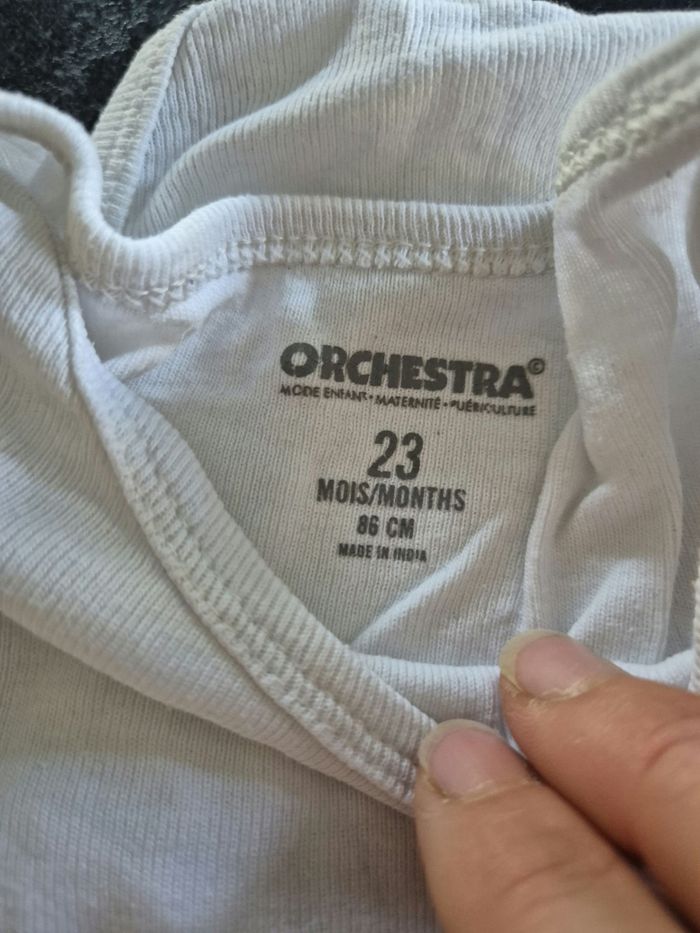 ORCHESTRA©
MODE ENFANT • MATERNITÉ • PUÉRICULTURE
23
MOIS/MONTHS
86 CM
MADE IN INDIA